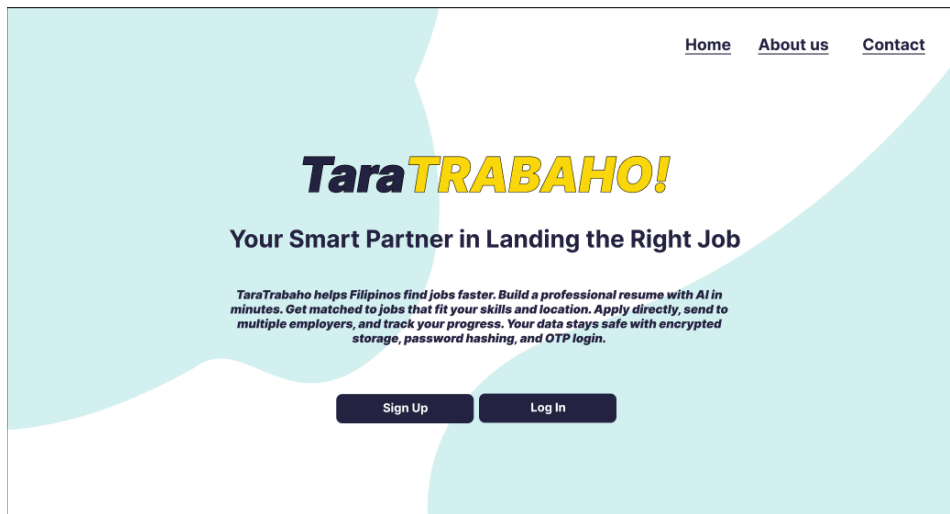 Home About us Contact
TaraTRABAHO!
Your Smart Partner in Landing the Right Job
TaraTrabaho helps Filipinos find jobs faster. Build a professional resume with AI in
minutes. Get matched to jobs that fit your skills and location. Apply directly, send to
multiple employers, and track your progress. Your data stays safe with encrypted
storage, password hashing, and OTP login.
Sign Up Log In